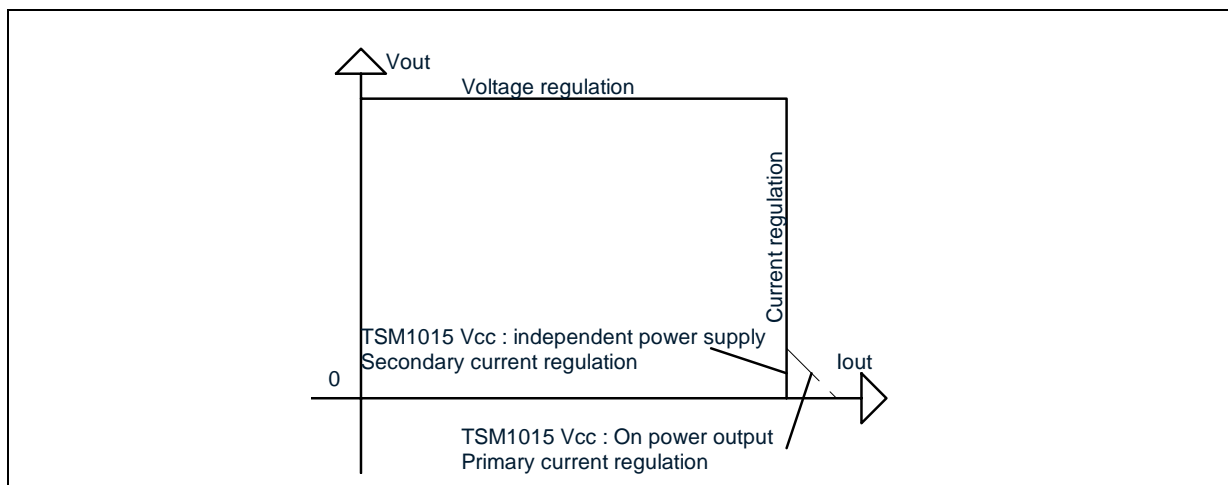 Vout
Voltage regulation
Current regulation
TSM1015 Vcc : independent power supply
Secondary current regulation
Iout
0
TSM1015 Vcc : On power output
Primary current regulation